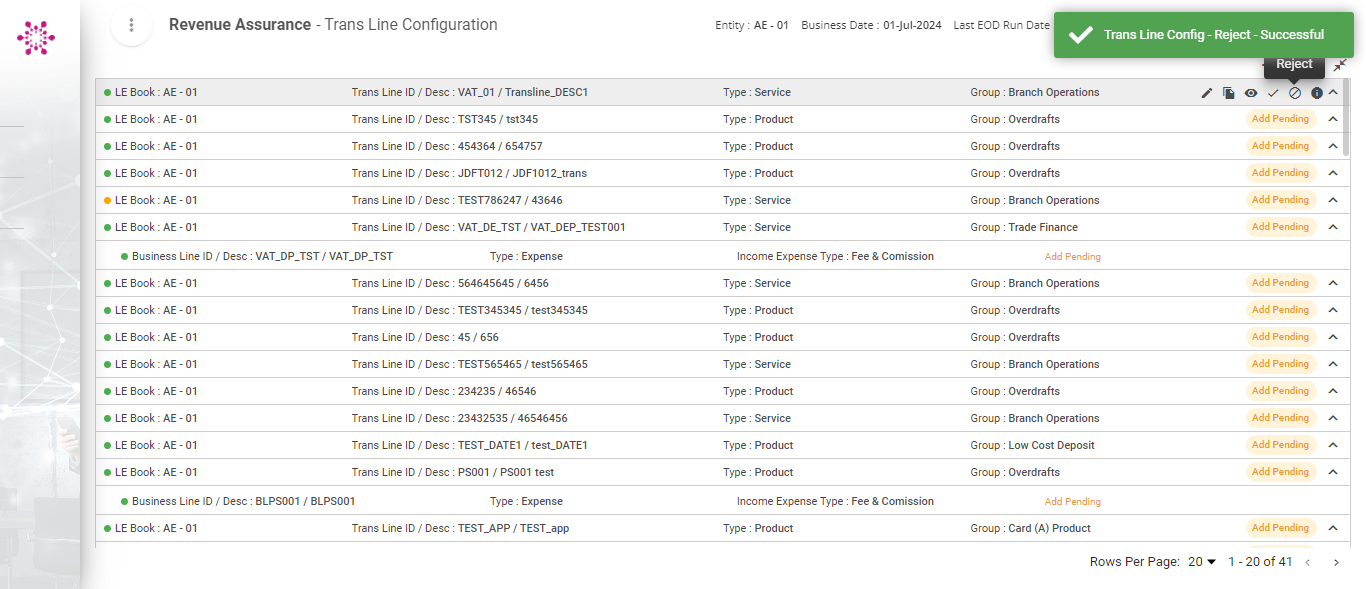 Revenue Assurance - Trans Line Configuration
Entity : AE - 01 Business Date : 01-Jul-2024 Last EOD Run Date
Trans Line Config - Reject - Successful
Reject
LE Book : AE - 01 Trans Line ID / Desc : VAT_01 / Transline_DESC1 Type : Service Group : Branch Operations
LE Book : AE - 01 Trans Line ID / Desc : TST345 / tst345 Type : Product Group : Overdrafts Add Pending
LE Book : AE - 01 Trans Line ID / Desc : 454364 / 654757 Type : Product Group : Overdrafts Add Pending
LE Book : AE - 01 Trans Line ID / Desc : JDFT012 / JDF1012_trans Type : Product Group : Overdrafts Add Pending
LE Book : AE - 01 Trans Line ID / Desc : TEST786247 / 43646 Type : Service Group : Branch Operations Add Pending
LE Book : AE - 01 Trans Line ID / Desc : VAT_DE_TST / VAT_DEP_TEST001 Type : Service Group : Trade Finance Add Pending
Business Line ID / Desc : VAT_DP_TST / VAT_DP_TST Type : Expense Income Expense Type : Fee & Comission Add Pending
LE Book : AE - 01 Trans Line ID / Desc : 564645645 / 6456 Type : Service Group : Branch Operations Add Pending
LE Book : AE - 01 Trans Line ID / Desc : TEST345345 / test345345 Type : Product Group : Overdrafts Add Pending
LE Book : AE - 01 Trans Line ID / Desc : 45 / 656 Type : Product Group : Overdrafts Add Pending
LE Book : AE - 01 Trans Line ID / Desc : TEST565465 / test565465 Type : Service Group : Branch Operations Add Pending
LE Book : AE - 01 Trans Line ID / Desc : 234235 / 46546 Type : Product Group : Overdrafts Add Pending
LE Book : AE - 01 Trans Line ID / Desc : 23432535 / 46546456 Type : Service Group : Branch Operations Add Pending
LE Book : AE - 01 Trans Line ID / Desc : TEST_DATE1 / test_DATE1 Type : Product Group : Low Cost Deposit Add Pending
LE Book : AE - 01 Trans Line ID / Desc : PS001 / PS001 test Type : Product Group : Overdrafts Add Pending
Business Line ID / Desc : BLPS001 / BLPS001 Type : Expense Income Expense Type : Fee & Comission Add Pending
LE Book : AE - 01 Trans Line ID / Desc : TEST_APP / TEST_app Type : Product Group : Card (A) Product Add Pending
Rows Per Page: 20 1 - 20 of 41